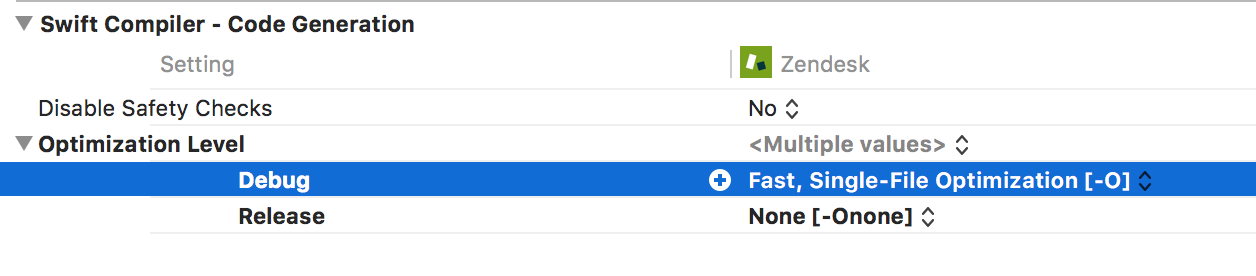 Swift Compiler - Code Generation
Setting Zendesk
Disable Safety Checks No
Optimization Level <Multiple values>
Debug Fast, Single-File Optimization [-O]
Release None [-Onone]